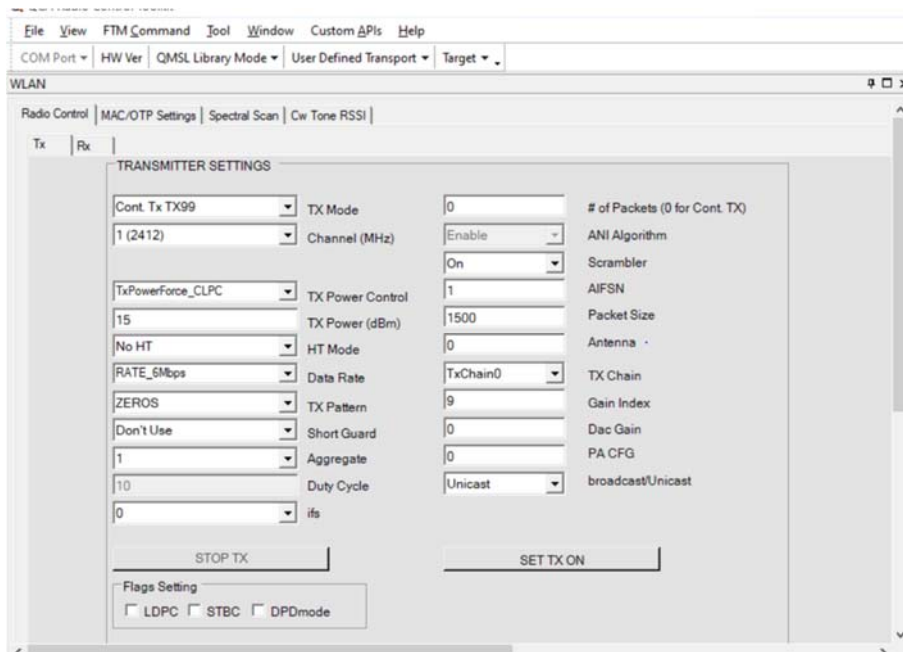 File View FTM Command Tool Window Custom APIs Help
COM Port HW Ver QMSL Library Mode User Defined Transport Target
WLAN
Radio Control MAC/OTP Settings Spectral Scan Cw Tone RSSI
Tx Rx
TRANSMITTER SETTINGS
Cont. Tx TX99 TX Mode 0 # of Packets (0 for Cont. TX)
1 (2412) Channel (MHz) Enable ANI Algorithm
On Scrambler
TxPowerForce_CLPC TX Power Control 1 AIFSN
15 TX Power (dBm) 1500 Packet Size
No HT HT Mode 0 Antenna
RATE_6Mbps Data Rate TxChain0 TX Chain
ZEROS TX Pattern 9 Gain Index
Don't Use Short Guard 0 Dac Gain
1 Aggregate 0 PA CFG
10 Duty Cycle Unicast broadcast/Unicast
0 ifs
STOP TX SET TX ON
Flags Setting
LDPC STBC DPDmode